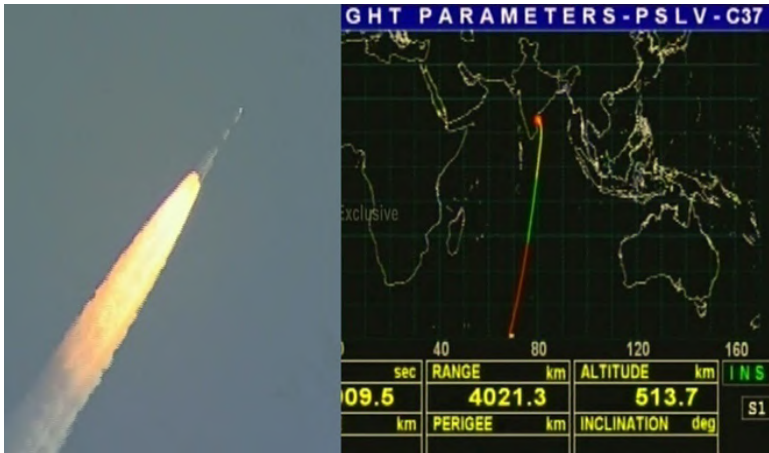 GHT PARAMETERS-PSLV-C37
Exclusive
40 80 120 160
sec RANGE km ALTITUDE km INS
009.5 4021.3 513.7
S1
km PERIGEE km INCLINATION deg